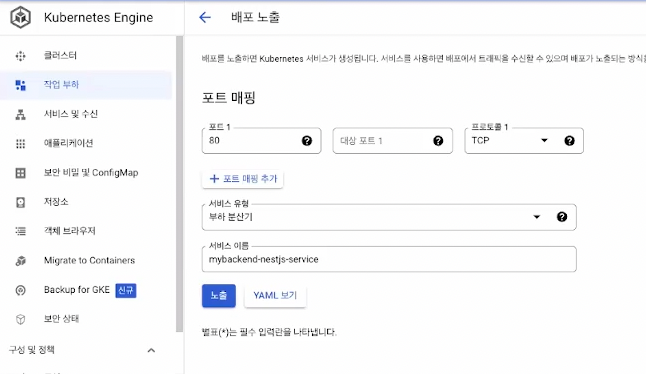 Kubernetes Engine
배포 노출
클러스터
작업 부하
서비스 및 수신
애플리케이션
보안 비밀 및 ConfigMap
저장소
객체 브라우저
Migrate to Containers
Backup for GKE 신규
보안 상태
구성 및 정책
배포를 노출하면 Kubernetes 서비스가 생성됩니다. 서비스를 사용하면 배포에서 트래픽을 수신할 수 있으며 배포가 노출되는 방식을
포트 매핑
포트 1
80
대상 포트 1
프로토콜 1
TCP
+ 포트 매핑 추가
서비스 유형
부하 분산기
서비스 이름
mybackend-nestjs-service
노출
YAML 보기
별표(*)는 필수 입력란을 나타냅니다.